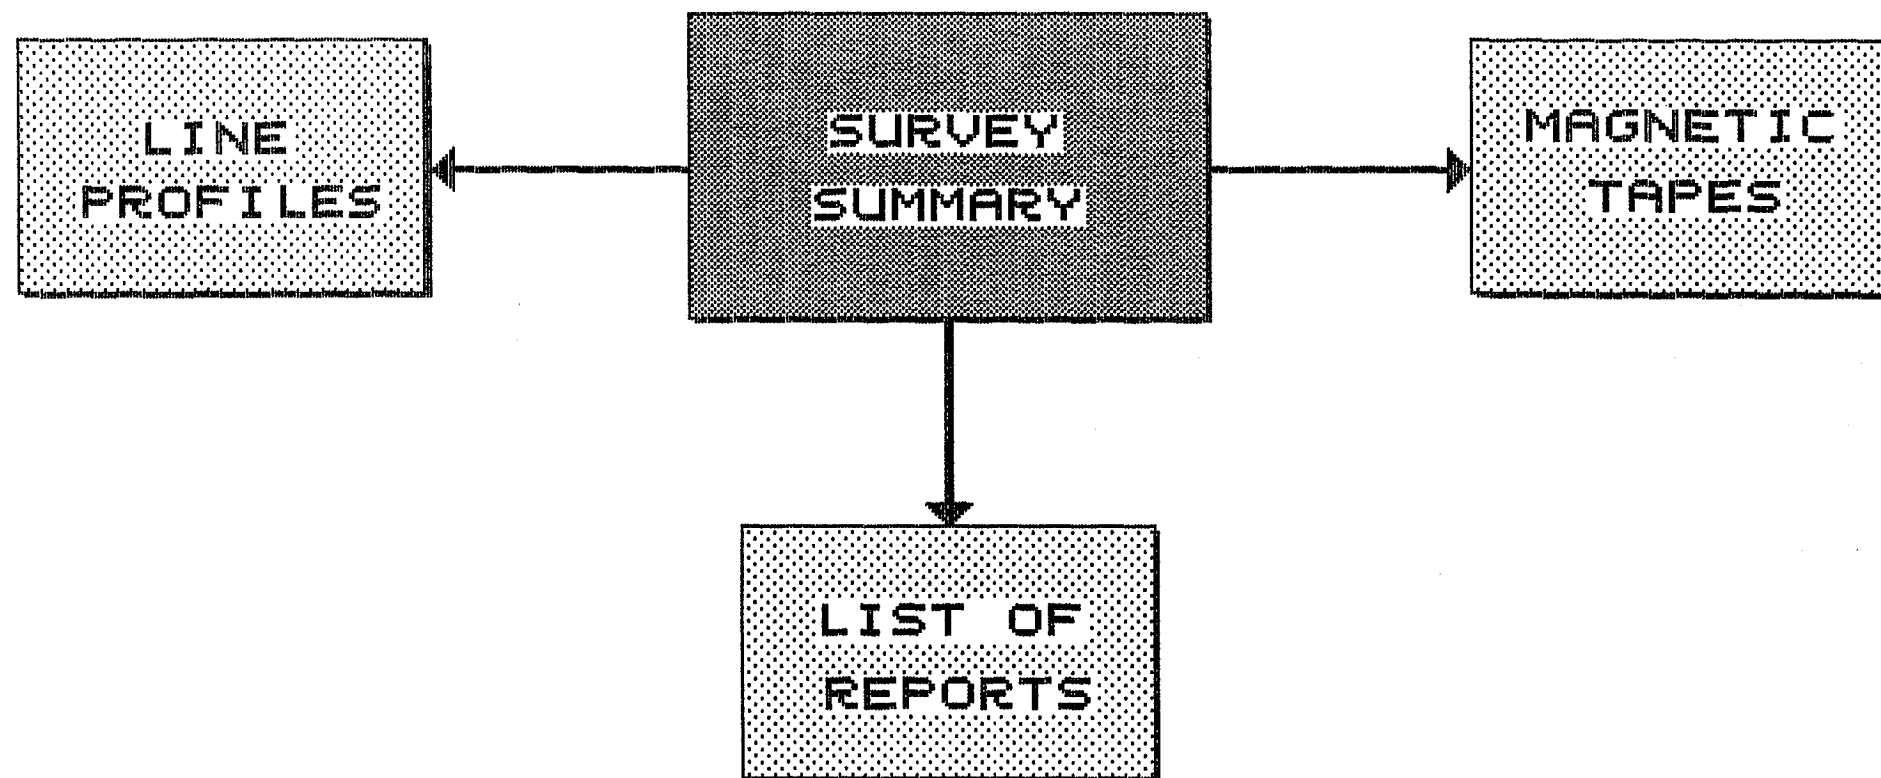 LINE
PROFILES
SURVEY
SUMMARY
MAGNETIC
TAPES
LIST OF
REPORTS